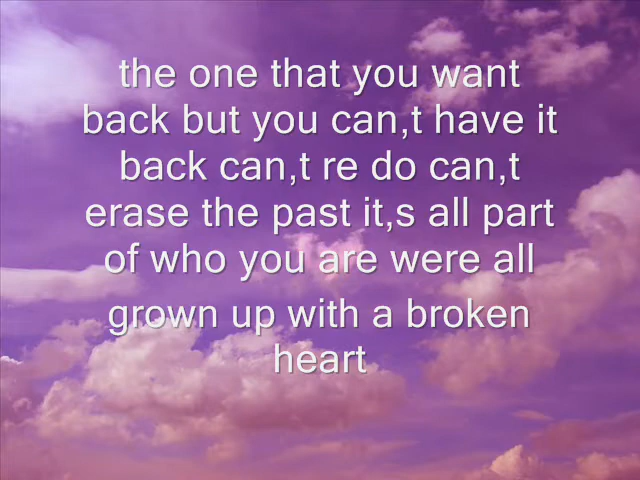 the one that you want
back but you can,t have it
back can,t re do can,t
erase the past it,s all part
of who you are were all
grown up with a broken
heart